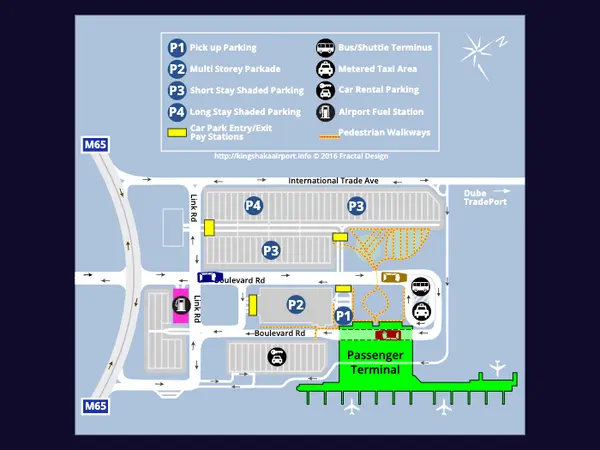 P1 Pick up Parking
P2 Multi Storey Parkade
P3 Short Stay Shaded Parking
P4 Long Stay Shaded Parking
Car Park Entry/Exit
Pay Stations
Bus/Shuttle Terminus
Metered Taxi Area
Car Rental Parking
Airport Fuel Station
Pedestrian Walkways
N
http://kingshakaairport.info © 2016 Fractal Design
M65
International Trade Ave
Dube
TradePort
Link Rd
P4
P3
P3
Boulevard Rd
Link Rd
P2
P1
Boulevard Rd
Passenger
Terminal
M65